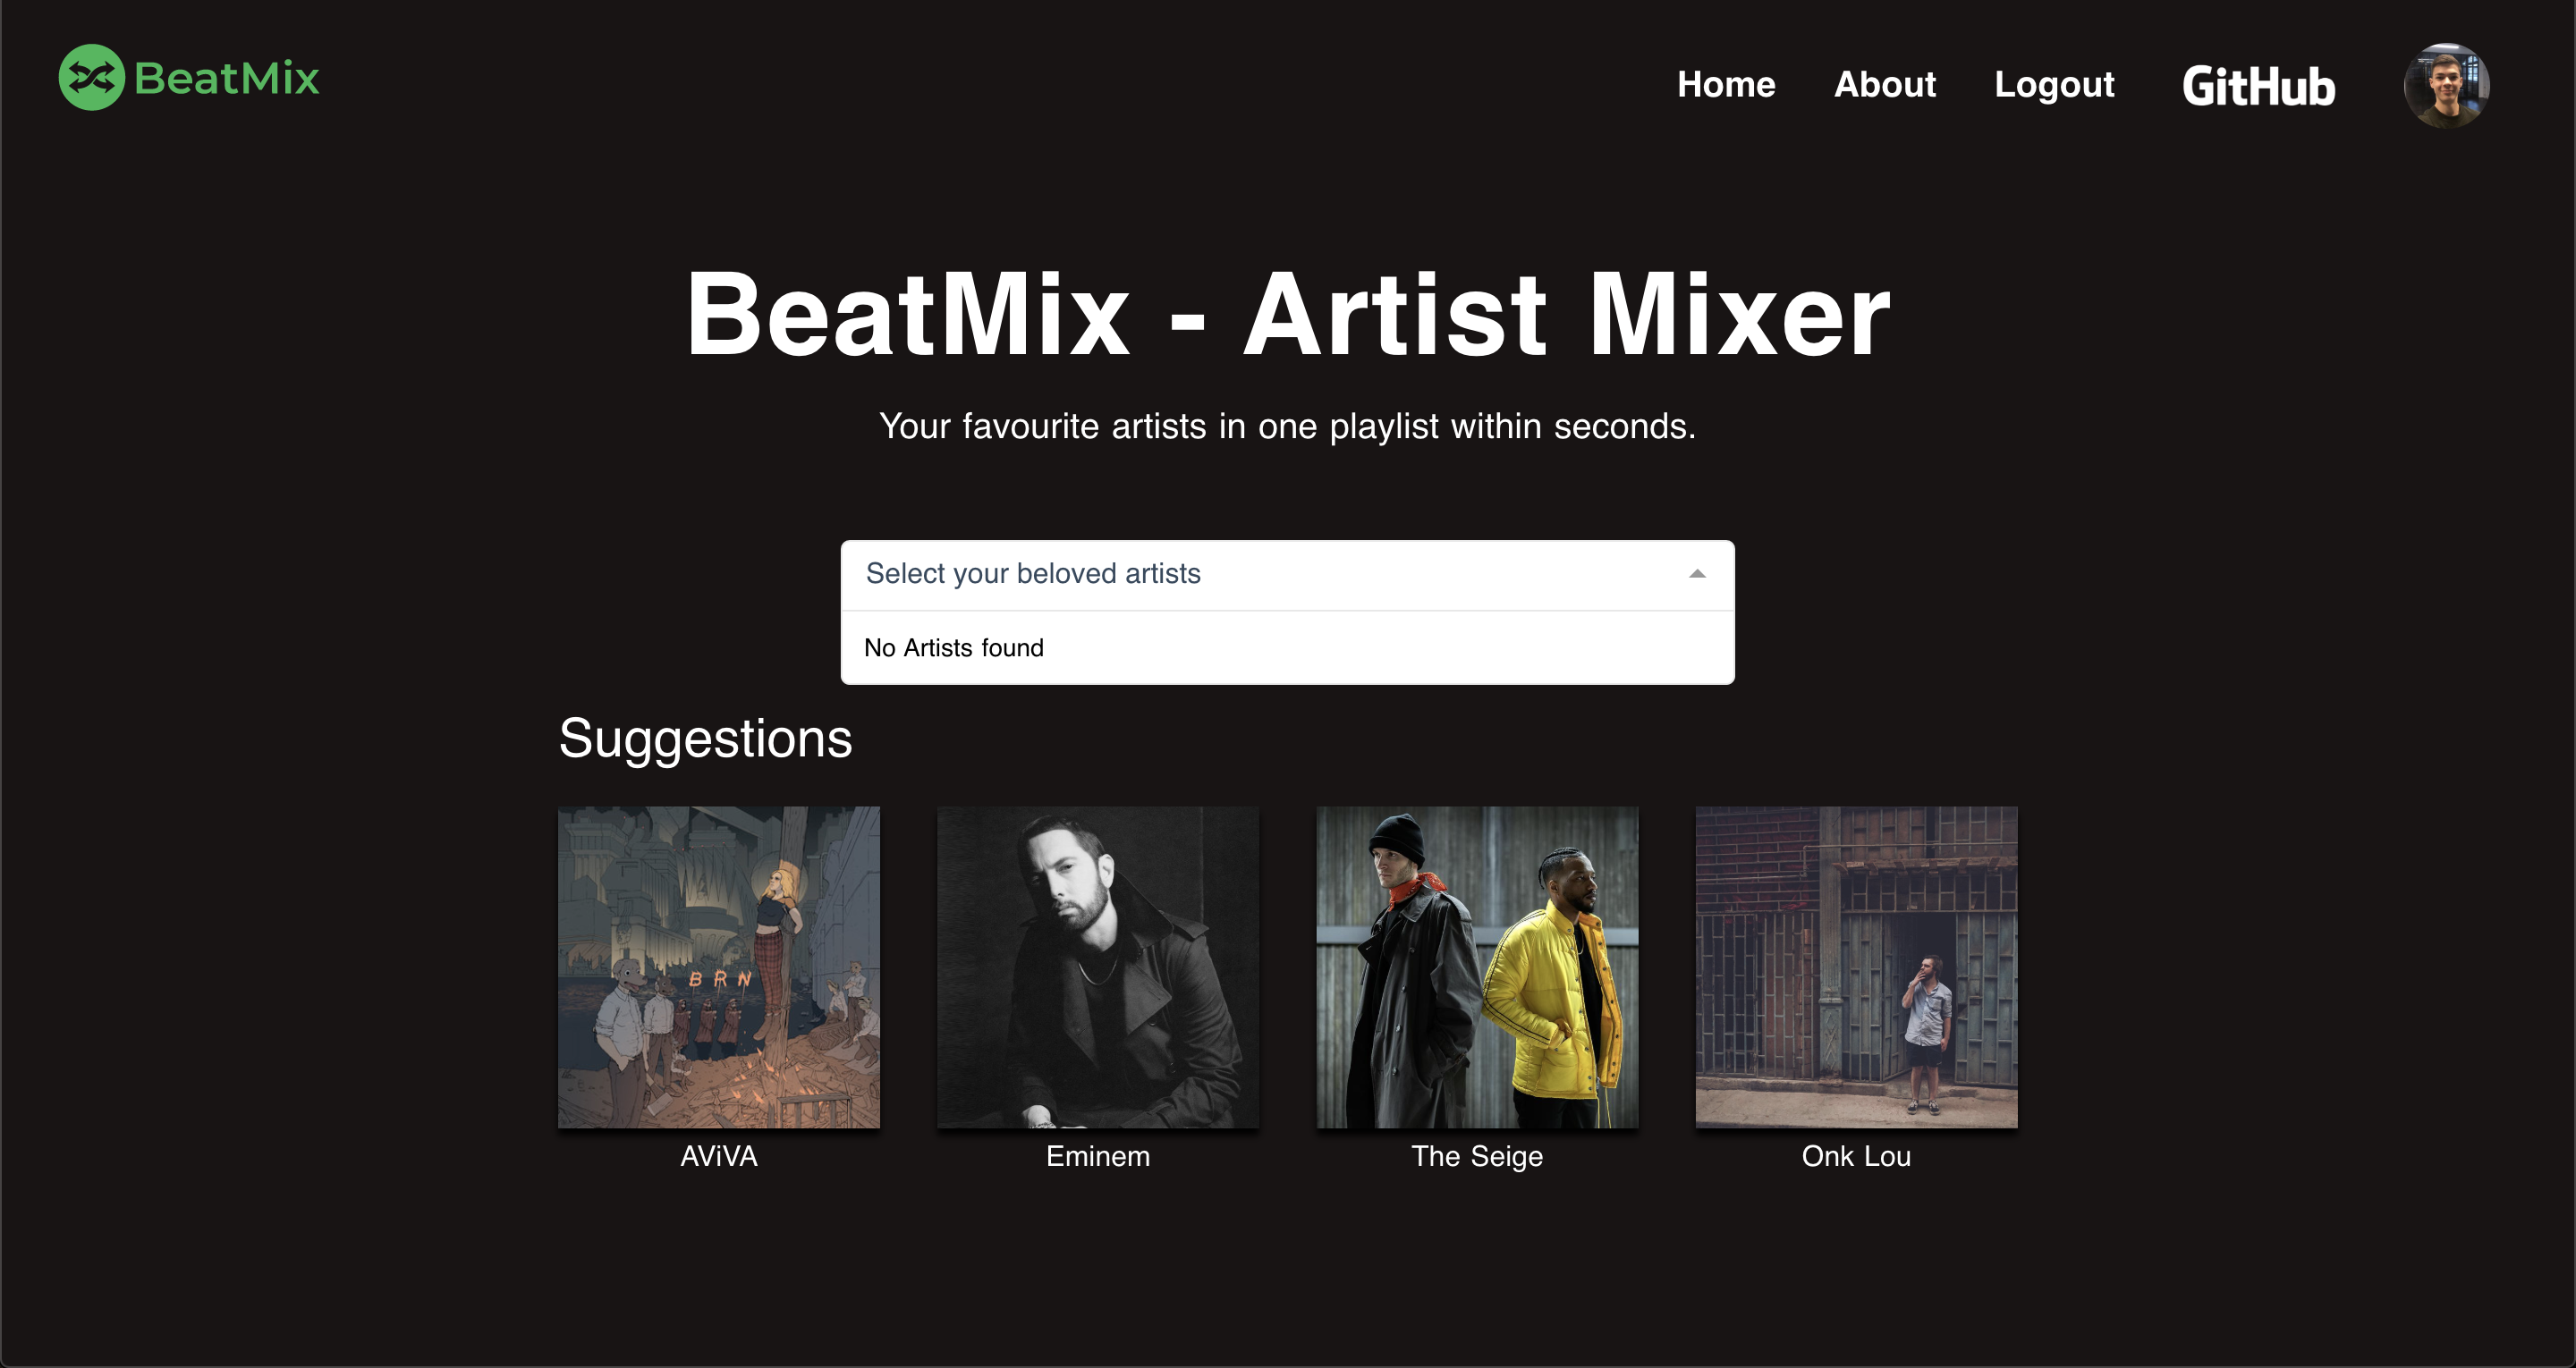 BeatMix
Home About Logout GitHub
BeatMix - Artist Mixer
Your favourite artists in one playlist within seconds.
Select your beloved artists
No Artists found
Suggestions
B R N
AViVA
Eminem
The Seige
Onk Lou